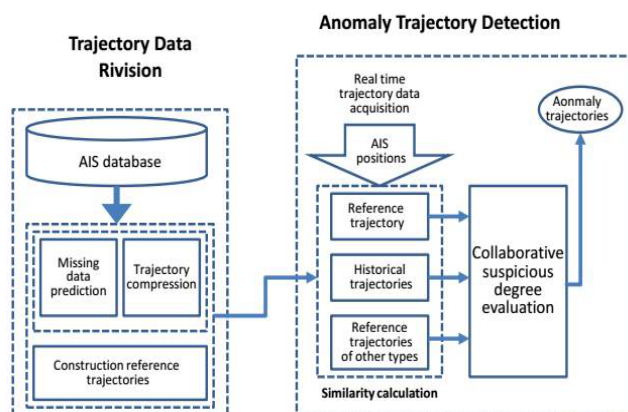 Trajectory Data
Rivision
AIS database
Missing
data
prediction
Trajectory
compression
Construction reference
trajectories
Anomaly Trajectory Detection
Real time
trajectory data
acquisition
AIS
positions
Reference
trajectory
Historical
trajectories
Reference
trajectories
of other types
Similarity calculation
Collaborative
suspicious
degree
evaluation
Aonmaly
trajectories